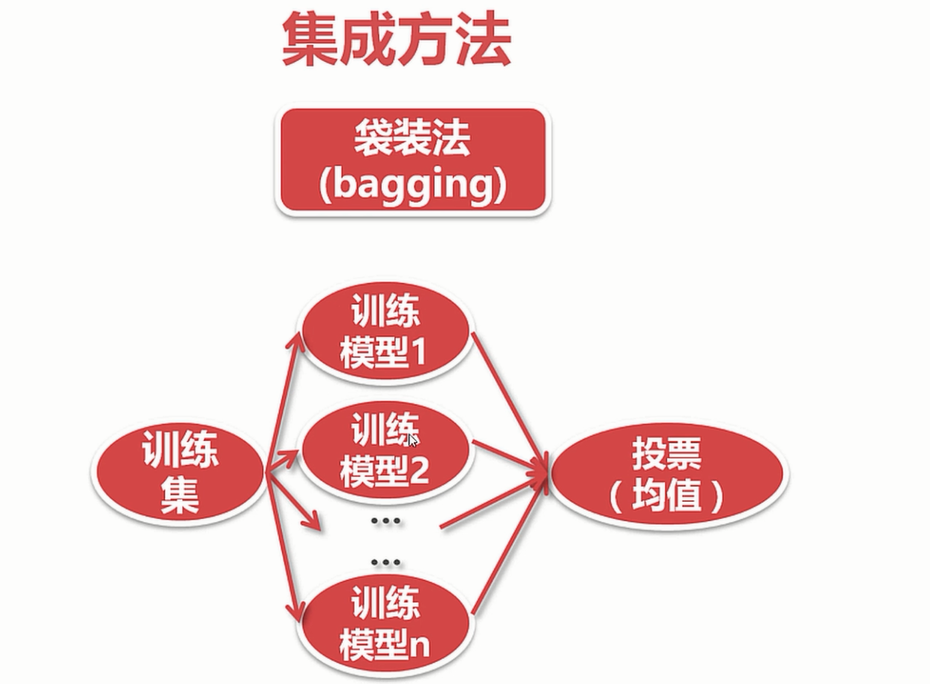 集成方法
袋装法
(bagging)
训练
模型1
训练
模型2
训练
集
投票
（均值）
...
...
训练
模型n